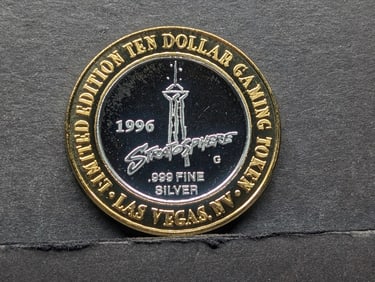 LIMITED EDITION TEN DOLLAR GAMING TOKEN
1996
STRATOSPHERE
G
.999 FINE
SILVER
• LAS VEGAS, NV •